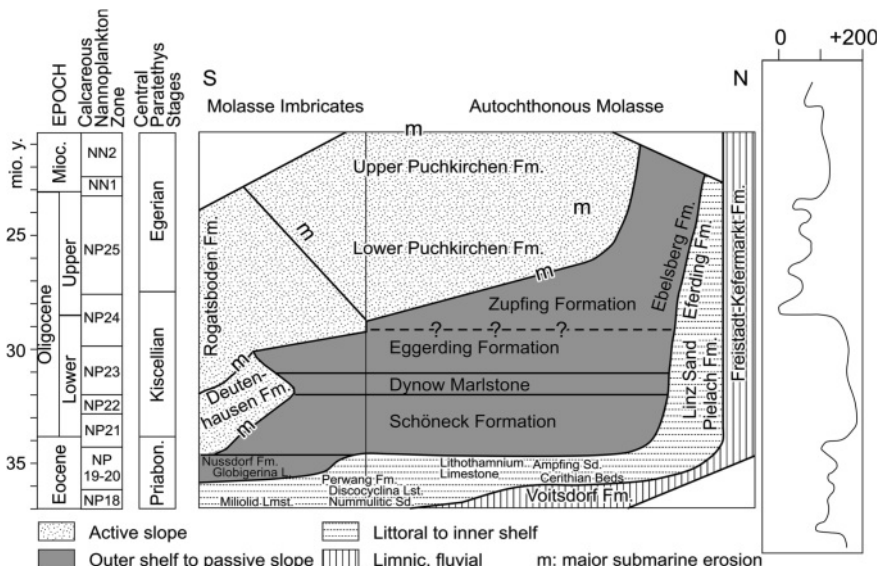 0 +200
S N
Molasse Imbricates Autochthonous Molasse
mio. y.
EPOCH
Calcareous
Nannoplankton
Zone
Central
Paratethys
Stages
Mioc.
Oligocene
Upper
Lower
Eocene
25
30
35
NN2
NN1
NP25
NP24
NP23
NP22
NP21
NP
19-20
NP18
Egerian
Kiscellian
Priabon.
m
Upper Puchkirchen Fm.
m
m
Lower Puchkirchen Fm.
m
Rogatsboden Fm.
Zupfing Formation
Ebelsberg Fm.
Eferding Fm.
Freistadt-Kefermarkt Fm.
? ? ?
Eggerding Formation
m
Deuten-
hausen Fm.
Dynow Marlstone
Linz Sand
Pielach Fm.
m
Schöneck Formation
Nussdorf Fm.
Globigerina L.
Lithothamnium
Limestone
Ampfing Sd.
Cerithian Beds
Perwang Fm.
Discocyclina Lst.
Nummulitic Sd.
Miliolid Lmst.
Voitsdorf Fm.
Active slope
Littoral to inner shelf
Outer shelf to passive slope
Limnic, fluvial
m: major submarine erosion